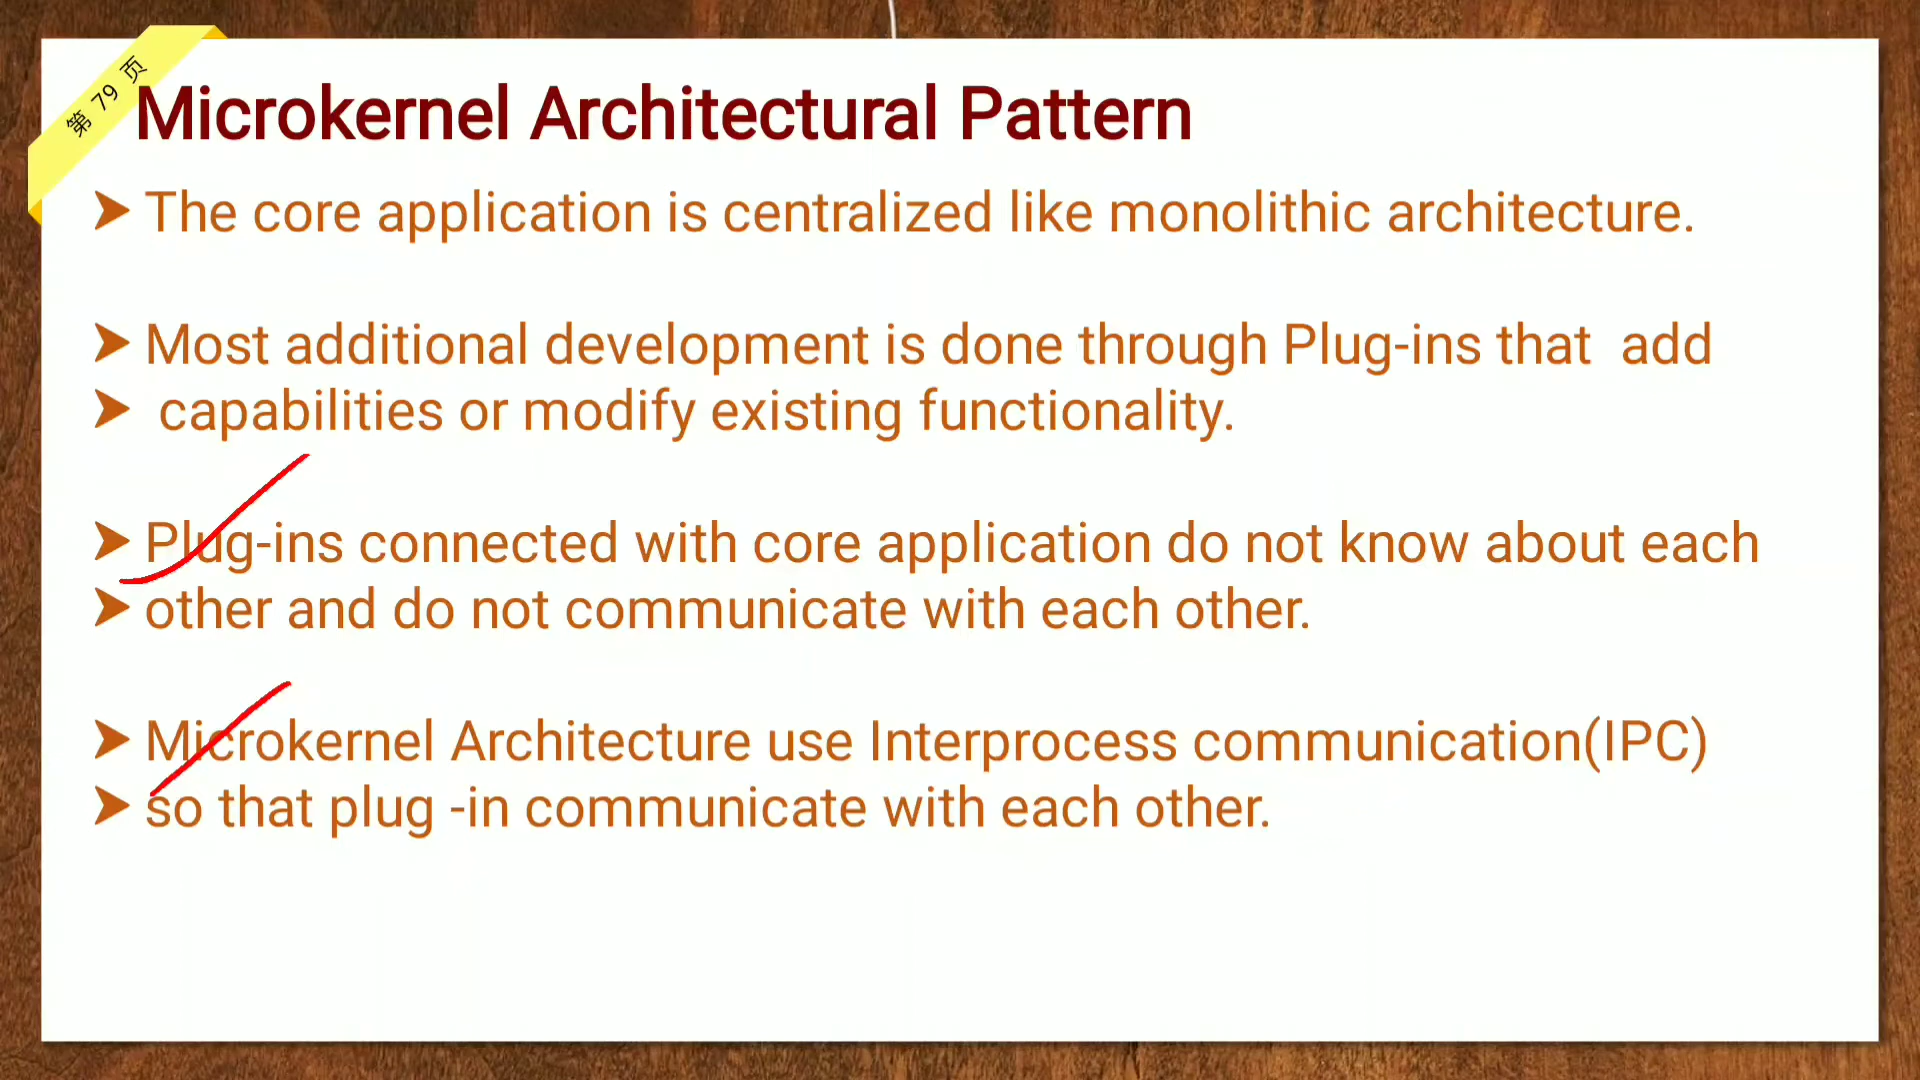 第 79 页
Microkernel Architectural Pattern
➤ The core application is centralized like monolithic architecture.
➤ Most additional development is done through Plug-ins that  add
➤  capabilities or modify existing functionality.
➤ Plug-ins connected with core application do not know about each
➤ other and do not communicate with each other.
➤ Microkernel Architecture use Interprocess communication(IPC)
➤ so that plug -in communicate with each other.